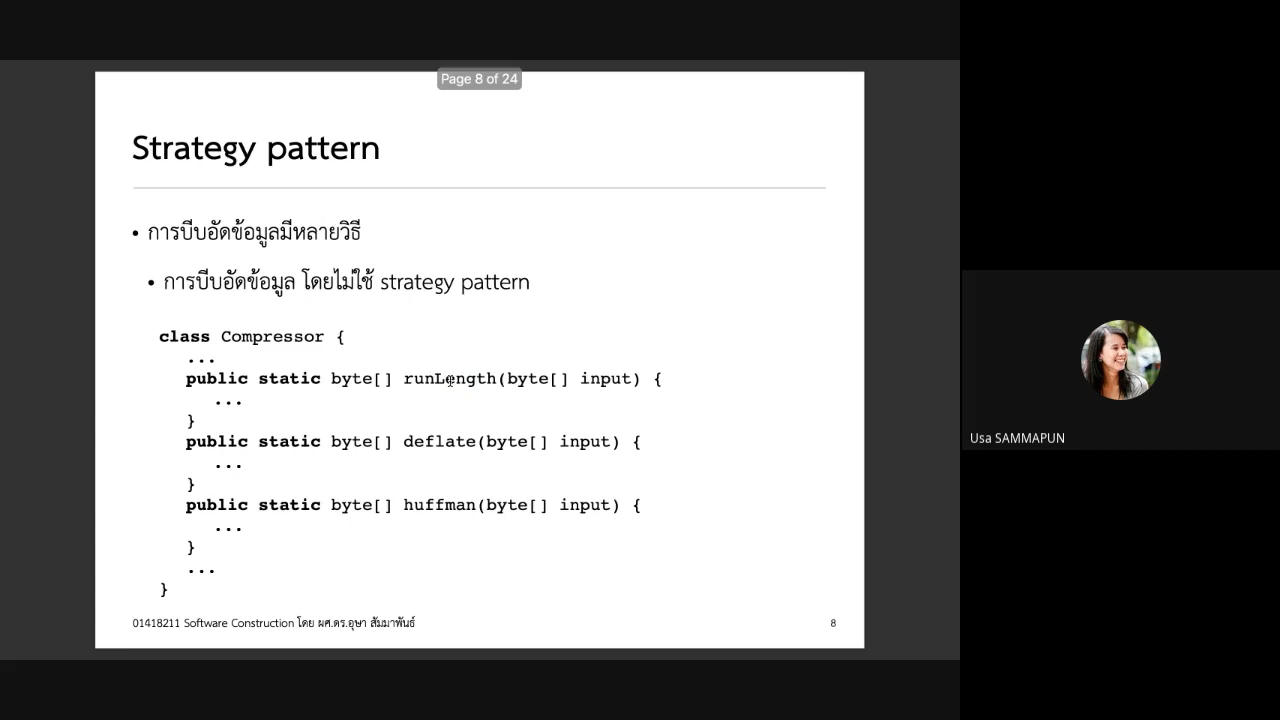 Page 8 of 24
Strategy pattern
• การบีบอัดข้อมูลมีหลายวิธี
• การบีบอัดข้อมูล โดยไม่ใช้ strategy pattern
class Compressor {
...
public static byte[] runLength(byte[] input) {
...
}
public static byte[] deflate(byte[] input) {
...
}
public static byte[] huffman(byte[] input) {
...
}
...
}
01418211 Software Construction โดย ผศ.ดร.อุษา สัมมาพันธ์
8
Usa SAMMAPUN